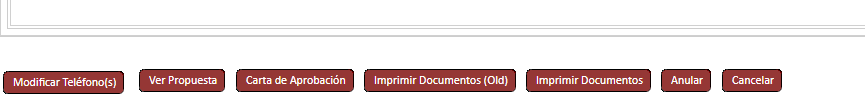 Modificar Teléfono(s) Ver Propuesta Carta de Aprobación Imprimir Documentos (Old) Imprimir Documentos Anular Cancelar